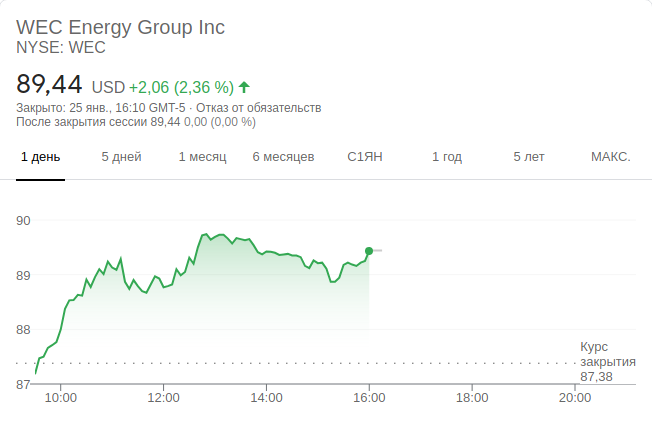 WEC Energy Group Inc
NYSE: WEC
89,44 USD +2,06 (2,36 %)
Закрыто: 25 янв., 16:10 GMT-5 · Отказ от обязательств
После закрытия сессии 89,44 0,00 (0,00 %)
1 день 5 дней 1 месяц 6 месяцев С1ЯН 1 год 5 лет МАКС.
90
89
88
Курс
закрытия
87,38
87
10:00 12:00 14:00 16:00 18:00 20:00